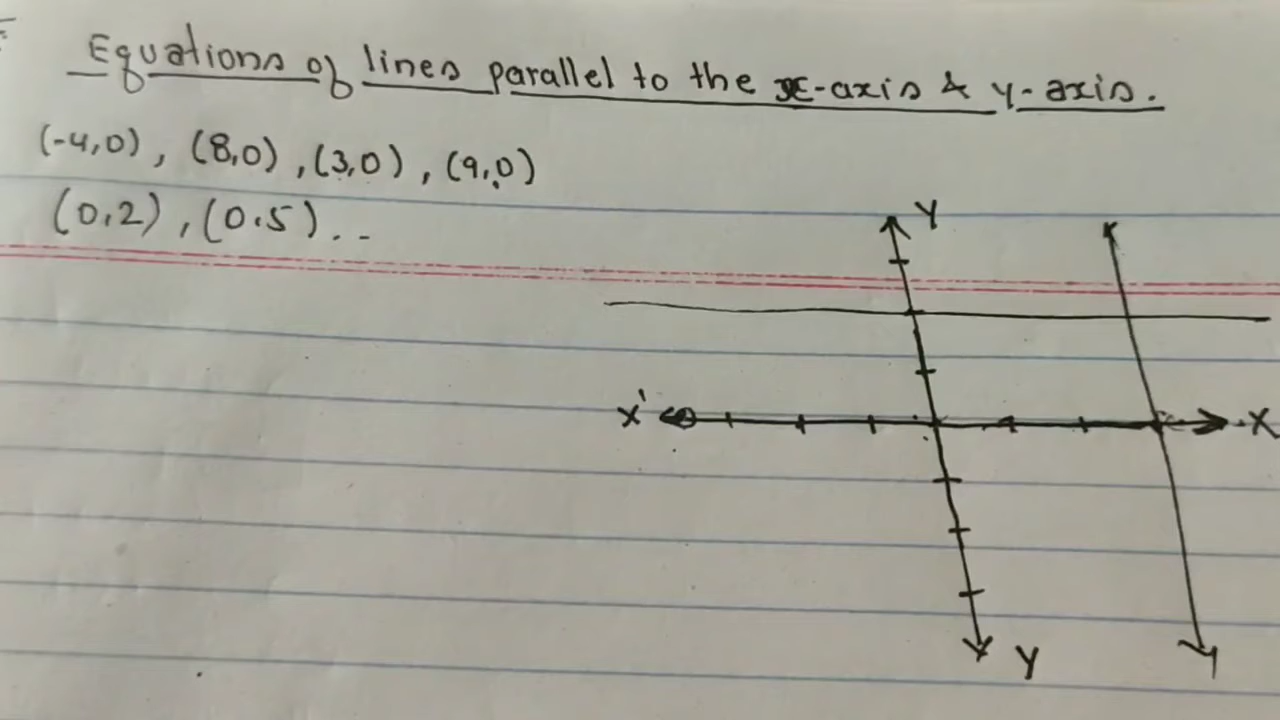 Equations of lines parallel to the x-axis & y-axis.
(-4,0), (8,0), (3,0), (9,0)
(0,2), (0.5)...
Y
X' X
Y